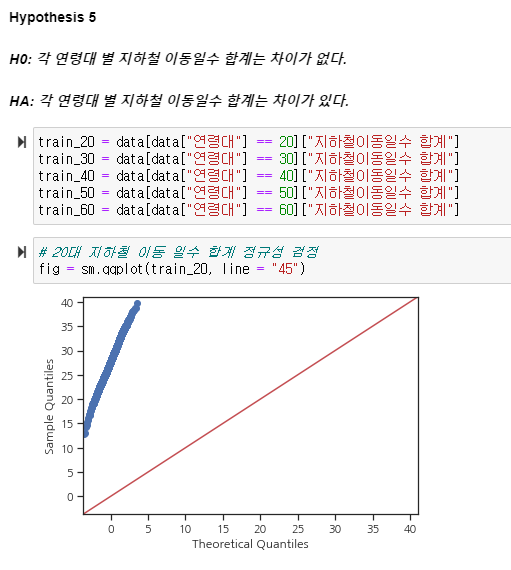 Hypothesis 5
H0: 각 연령대 별 지하철 이동일수 합계는 차이가 없다.
HA: 각 연령대 별 지하철 이동일수 합계는 차이가 있다.
train_20 = data[data["연령대"] == 20]["지하철이동일수 합계"]
train_30 = data[data["연령대"] == 30]["지하철이동일수 합계"]
train_40 = data[data["연령대"] == 40]["지하철이동일수 합계"]
train_50 = data[data["연령대"] == 50]["지하철이동일수 합계"]
train_60 = data[data["연령대"] == 60]["지하철이동일수 합계"]
# 20대 지하철 이동 일수 합계 정규성 검정
fig = sm.qqplot(train_20, line = "45")
40
35
30
25
20
15
10
5
0
Sample Quantiles
0 5 10 15 20 25 30 35 40
Theoretical Quantiles